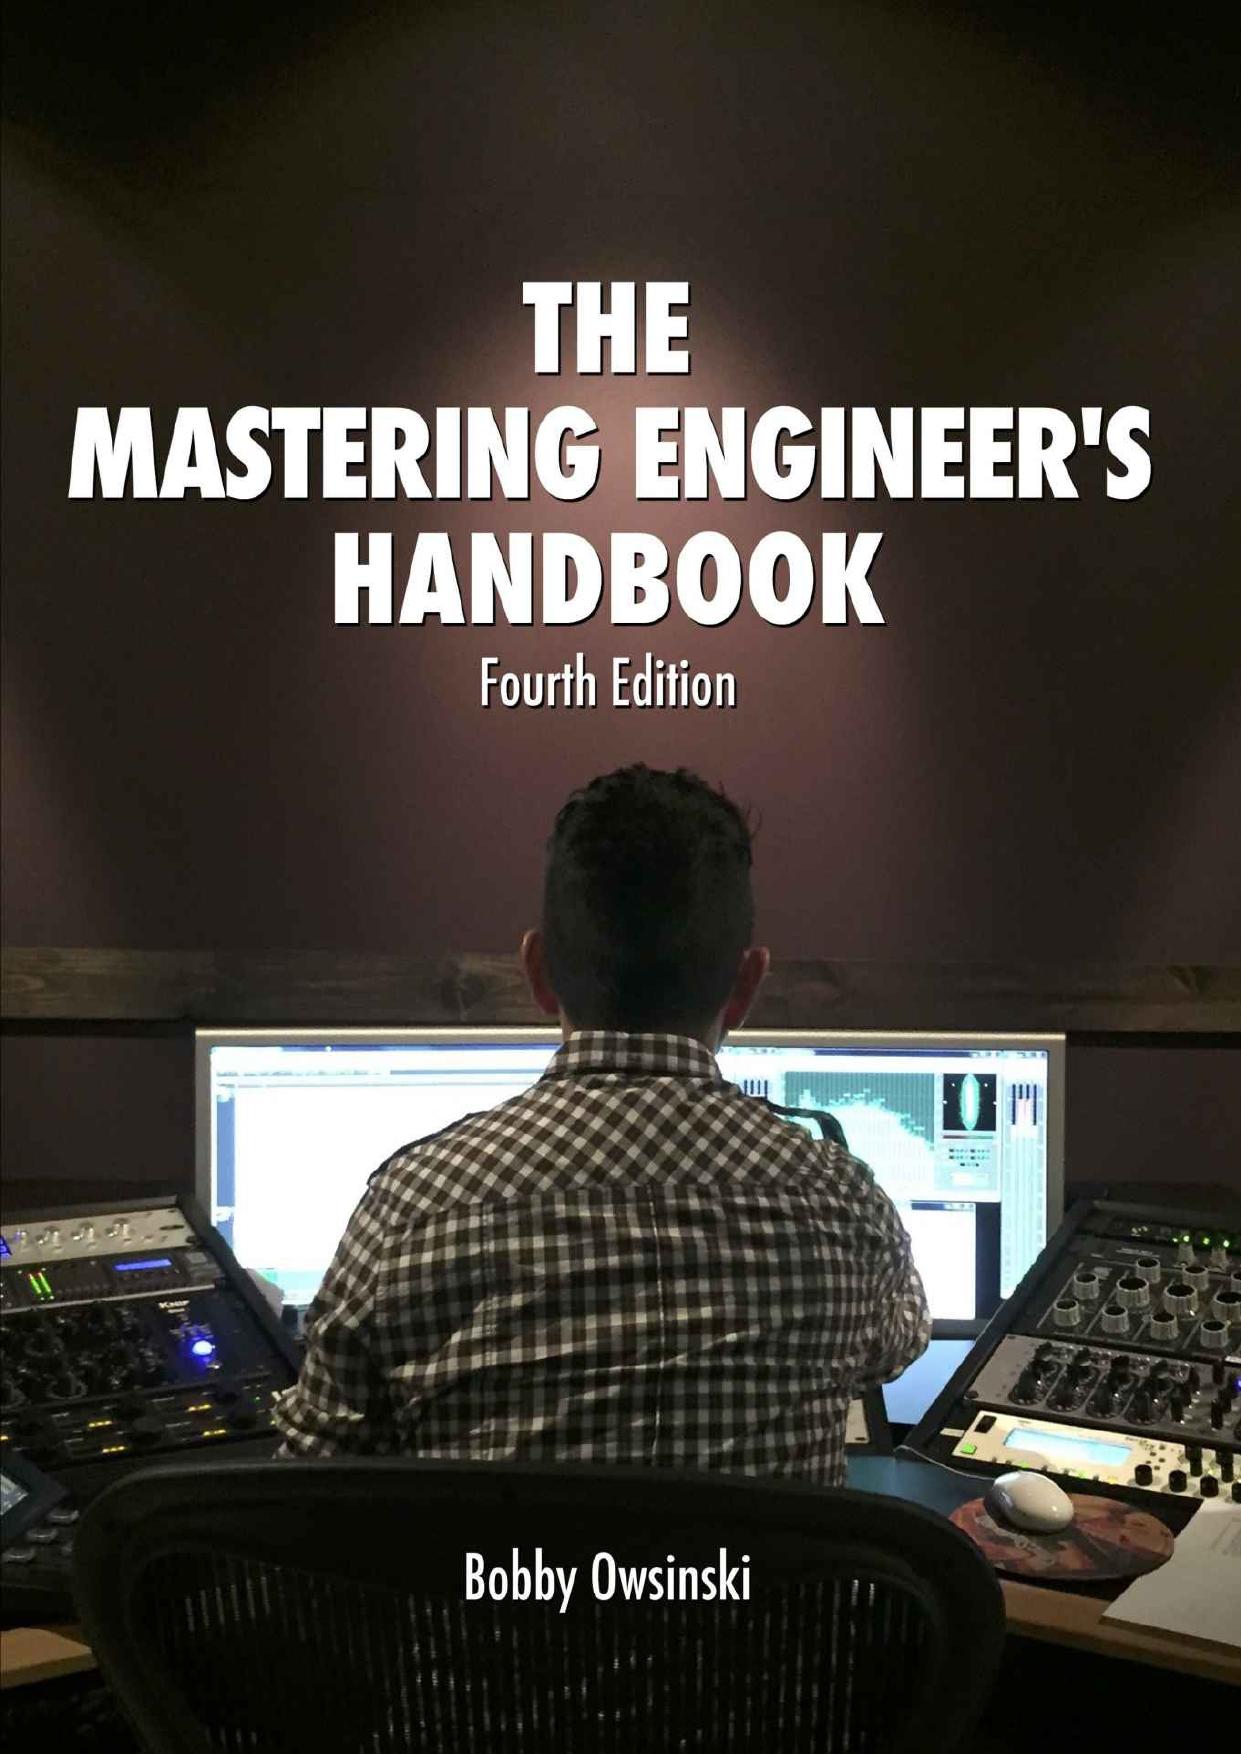 THE
MASTERING ENGINEER'S
HANDBOOK
Fourth Edition
Bobby Owsinski